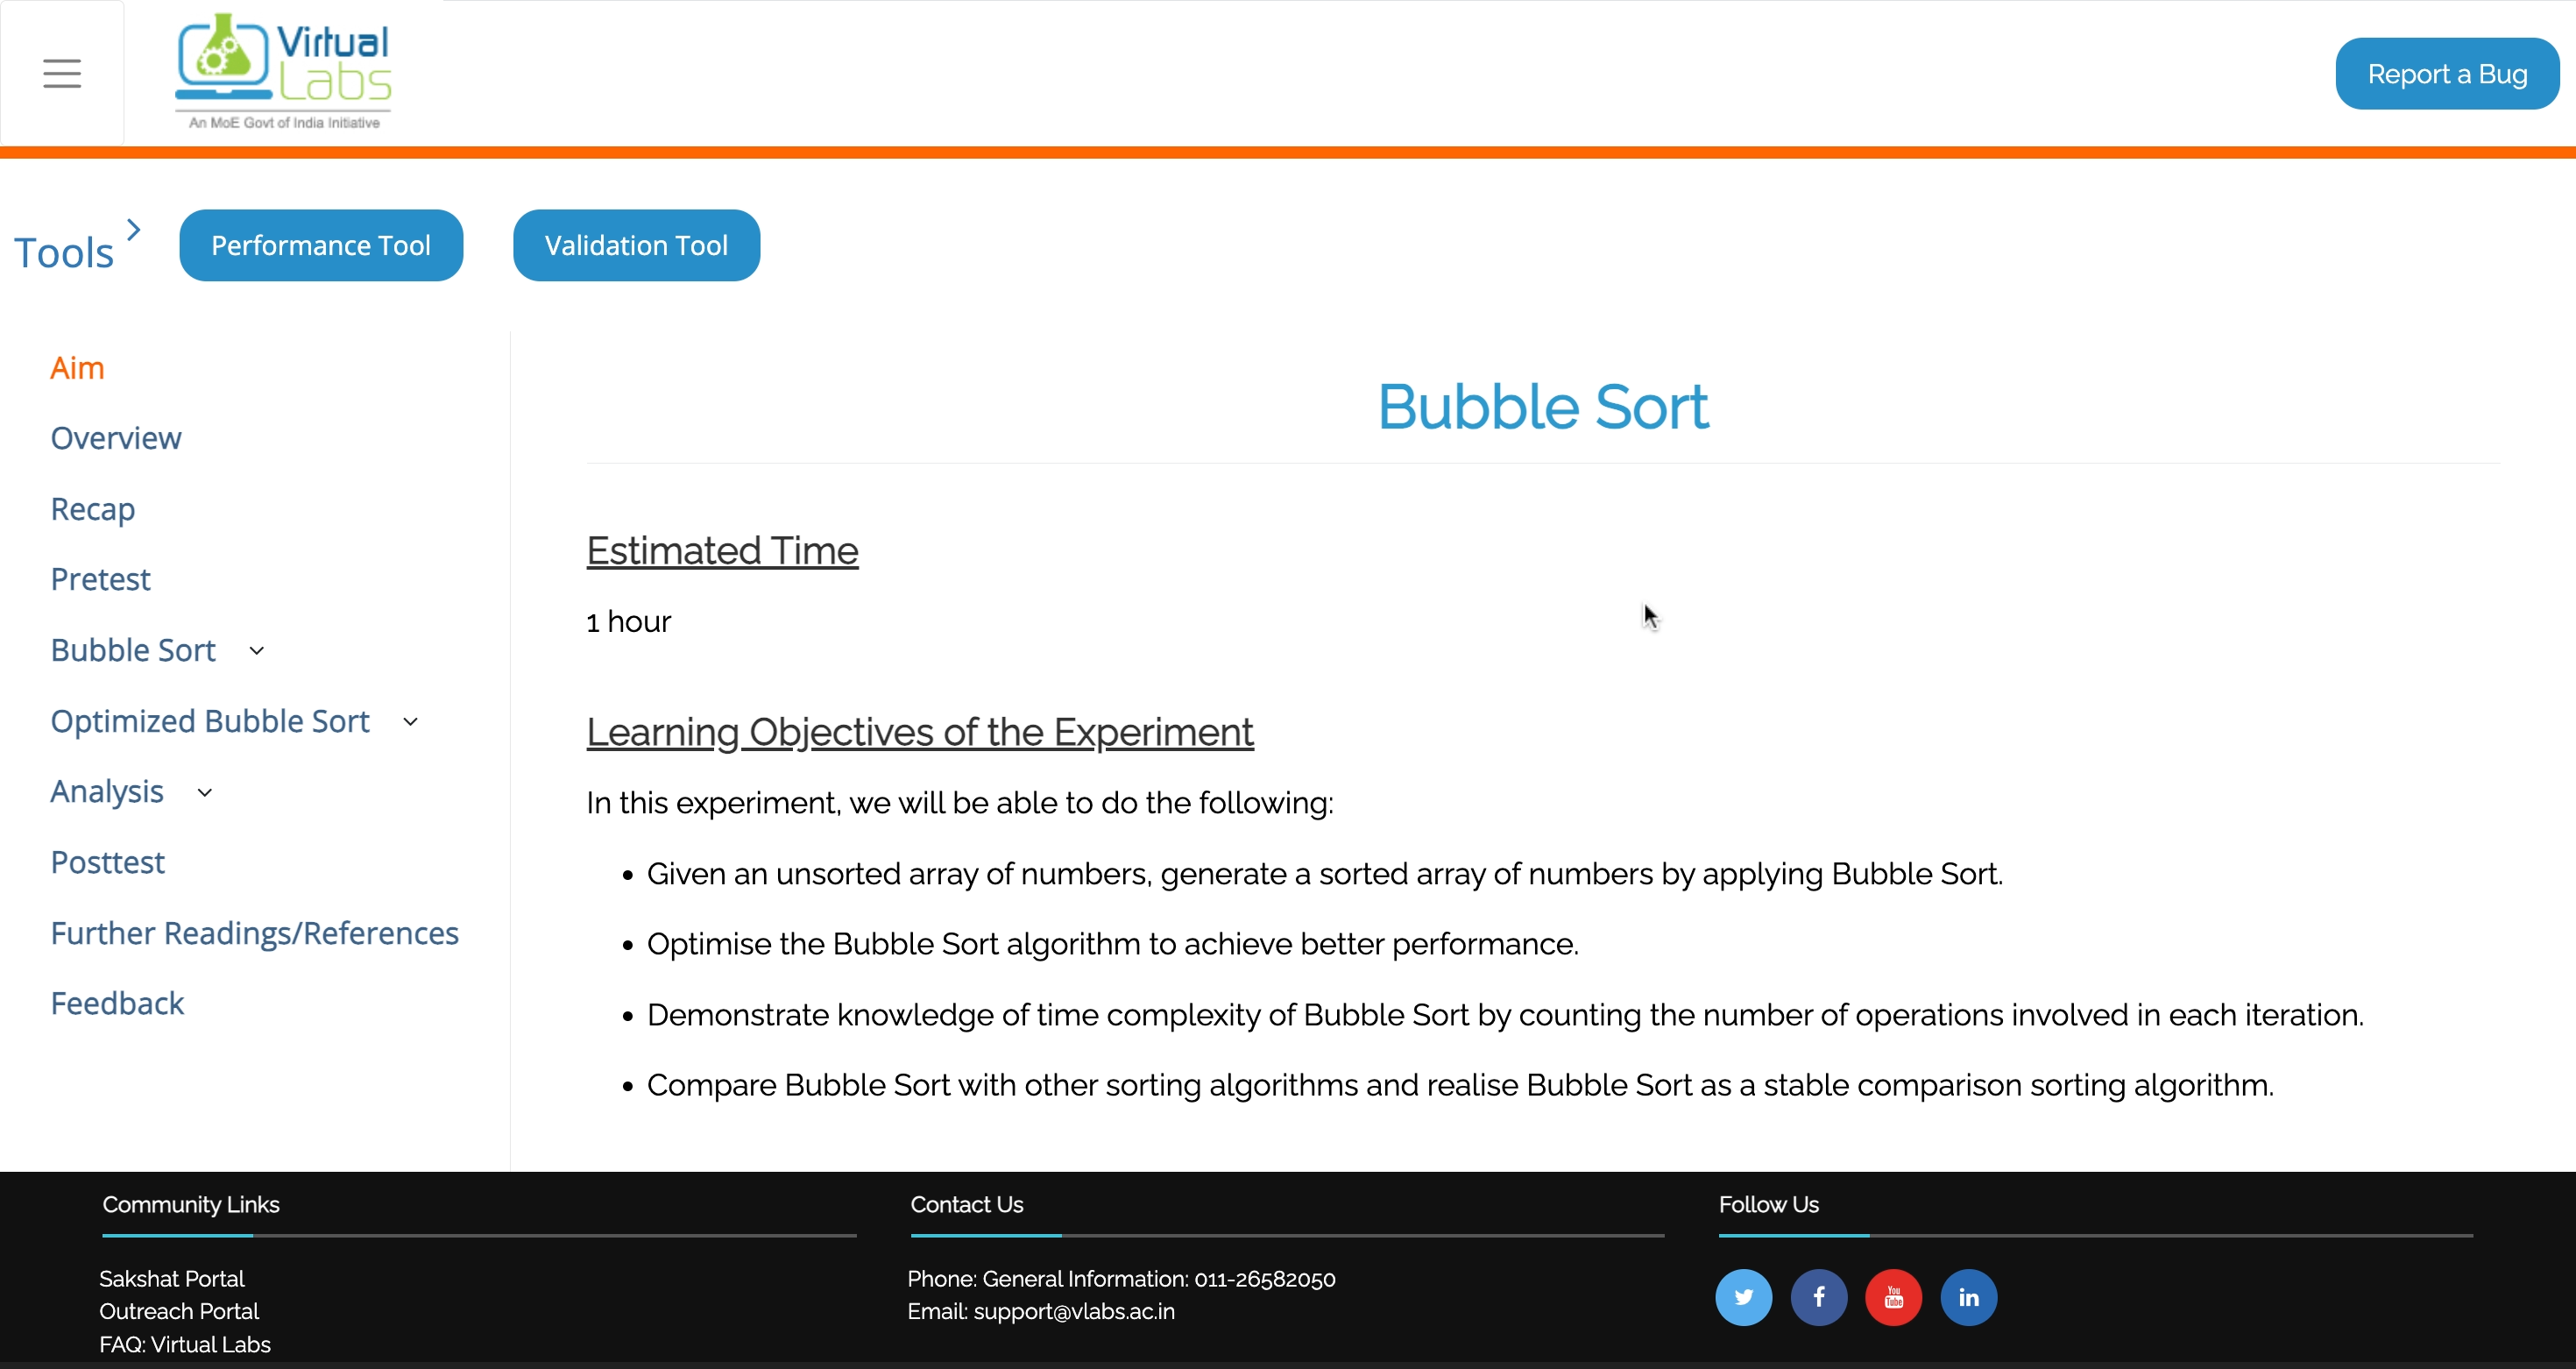 Virtual
Labs
An MoE Govt of India Initiative
Report a Bug
Tools
Performance Tool
Validation Tool
Aim
Overview
Recap
Pretest
Bubble Sort
Optimized Bubble Sort
Analysis
Posttest
Further Readings/References
Feedback
Bubble Sort
Estimated Time
1 hour
Learning Objectives of the Experiment
In this experiment, we will be able to do the following:
• Given an unsorted array of numbers, generate a sorted array of numbers by applying Bubble Sort.
• Optimise the Bubble Sort algorithm to achieve better performance.
• Demonstrate knowledge of time complexity of Bubble Sort by counting the number of operations involved in each iteration.
• Compare Bubble Sort with other sorting algorithms and realise Bubble Sort as a stable comparison sorting algorithm.
Community Links
Sakshat Portal
Outreach Portal
FAQ: Virtual Labs
Contact Us
Phone: General Information: 011-26582050
Email: support@vlabs.ac.in
Follow Us
You
Tube
in